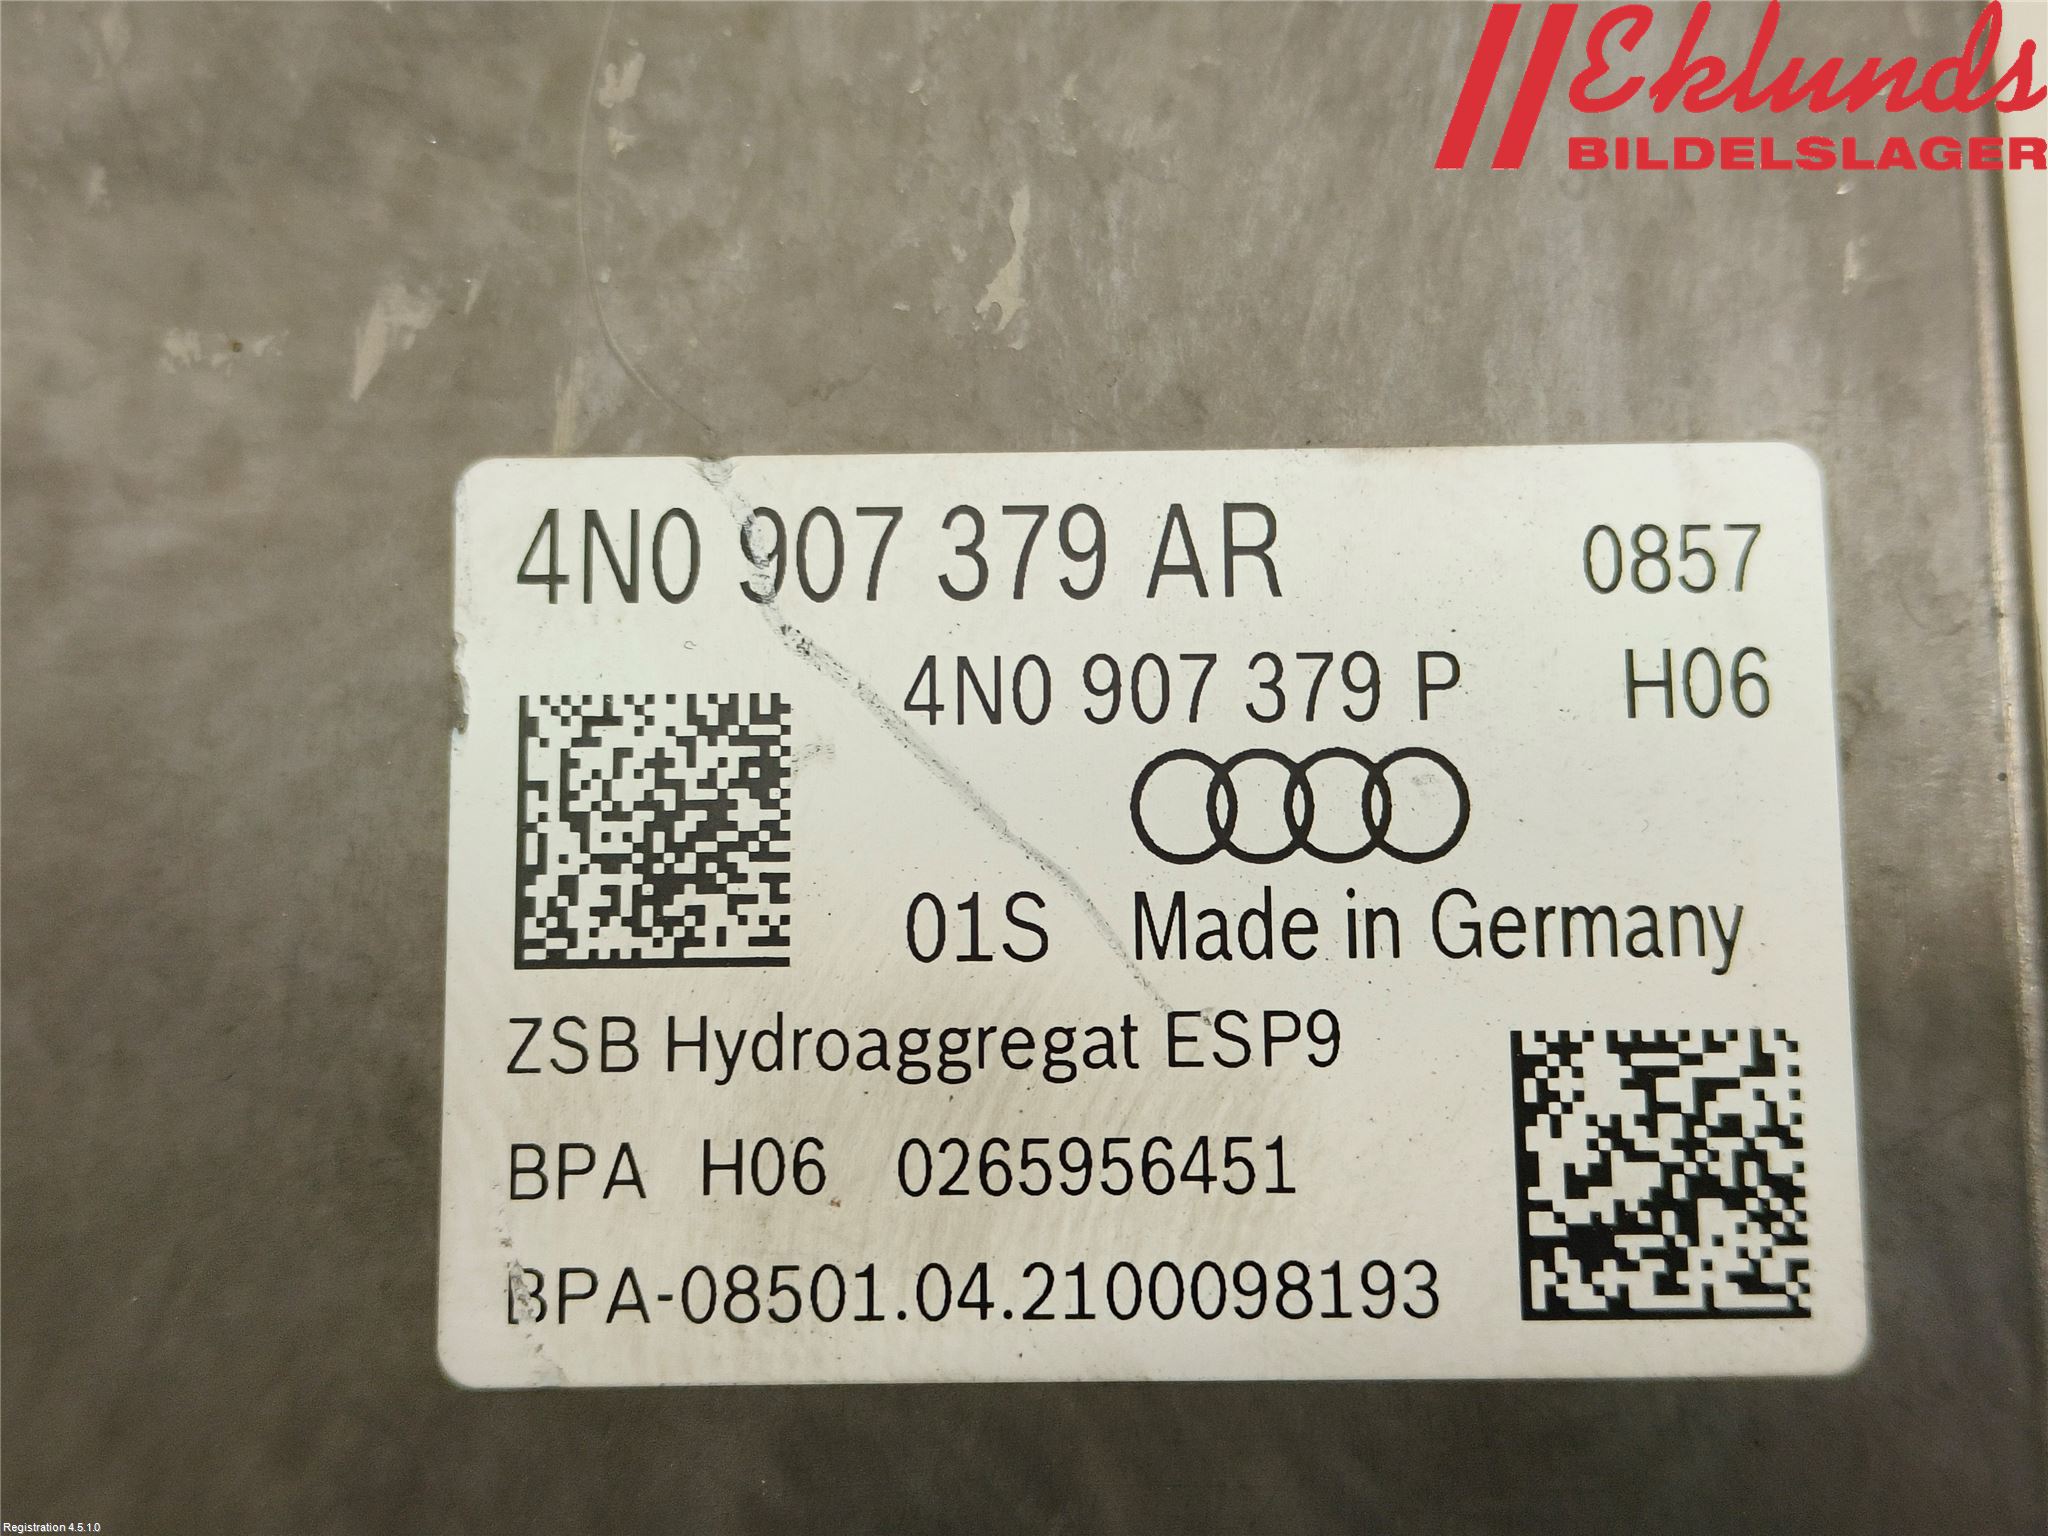 Eklunds
BILDELSLAGER
4N0 907 379 AR 0857
4N0 907 379 P H06
01S Made in Germany
ZSB Hydroaggregat ESP9
BPA H06 0265956451
BPA-08501.04.2100098193
Registration 4.5.1.0